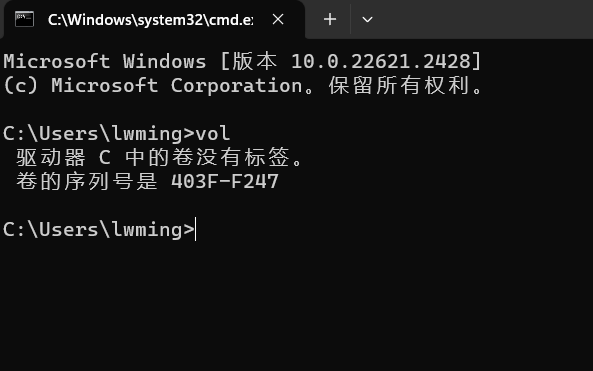 C:\Windows\system32\cmd.e
Microsoft Windows [版本 10.0.22621.2428]
(c) Microsoft Corporation。保留所有权利。
C:\Users\lwming>vol
驱动器 C 中的卷没有标签。
卷的序列号是 403F-F247
C:\Users\lwming>